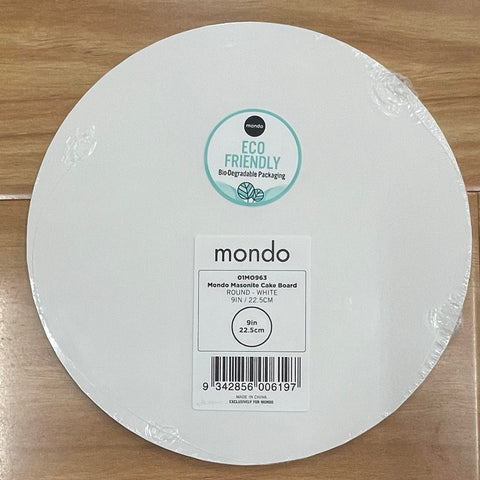 mondo
ECO
FRIENDLY
Bio-Degradable Packaging
mondo
01MO963
Mondo Masonite Cake Board
ROUND - WHITE
9IN / 22.5CM
9in
22.5cm
9 342856 006197
MADE IN CHINA
EXCLUSIVELY FOR MONDO